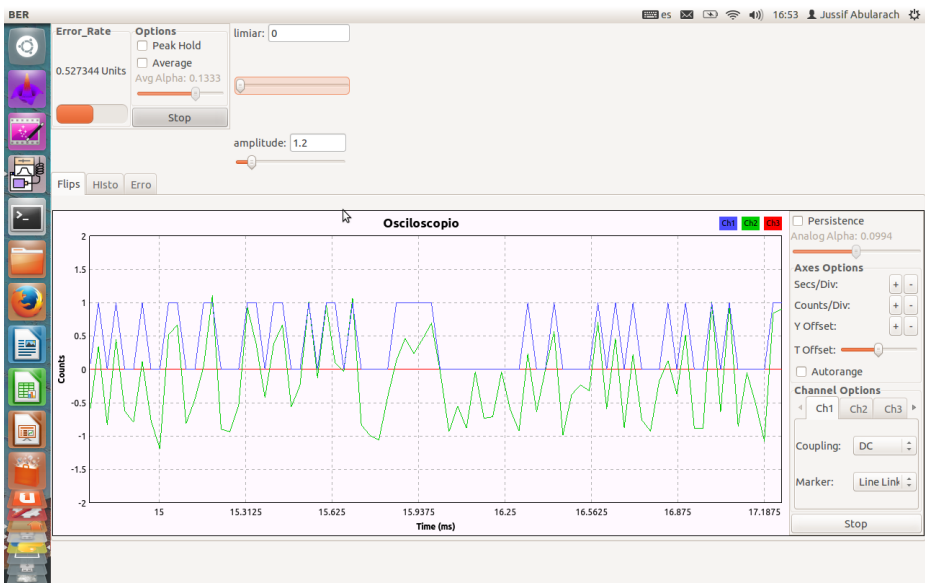 BER
es
16:53
Jussif Abularach
Error_Rate
0.527344 Units
Options
Peak Hold
Average
Avg Alpha: 0.1333
Stop
limiar: 0
amplitude: 1.2
Flips
HIsto
Erro
Osciloscopio
Ch1
Ch2
Ch3
2
1.5
1
0.5
0
-0.5
-1
-1.5
-2
Counts
15
15.3125
15.625
15.9375
16.25
16.5625
16.875
17.1875
Time (ms)
Persistence
Analog Alpha: 0.0994
Axes Options
Secs/Div:
+
-
Counts/Div:
+
-
Y Offset:
+
-
T Offset:
Autorange
Channel Options
Ch1
Ch2
Ch3
Coupling:
DC
Marker:
Line Link
Stop